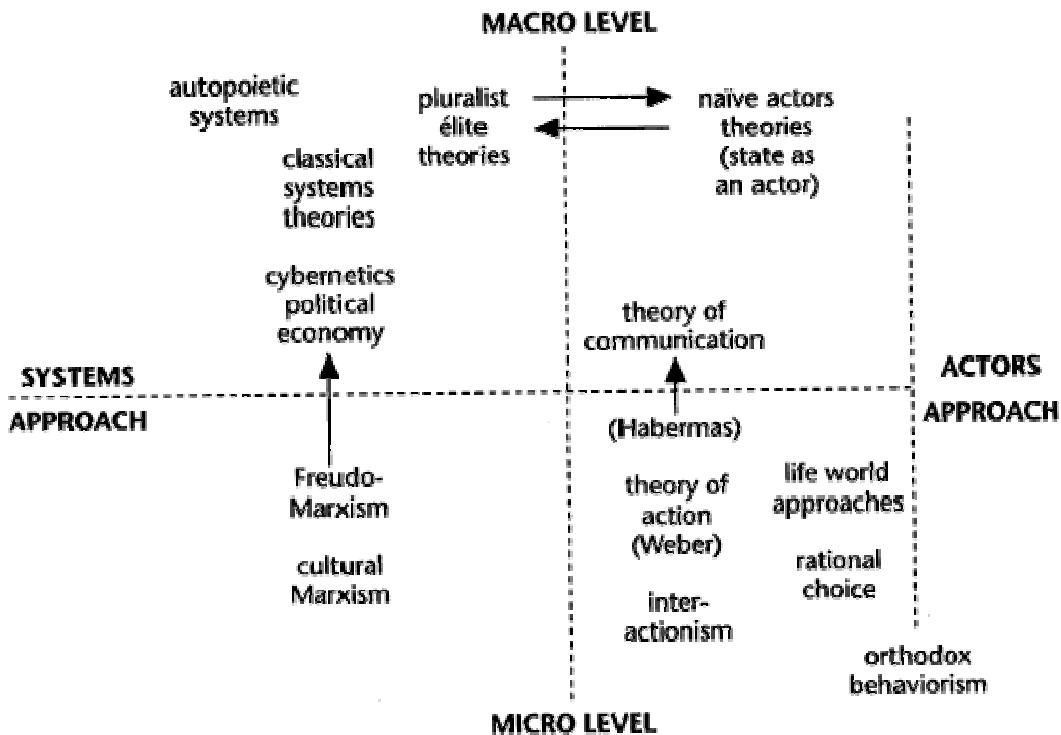 MACRO LEVEL
autopoietic
systems
pluralist
élite
theories
naïve actors
theories
(state as
an actor)
classical
systems
theories
cybernetics
political
economy
theory of
communication
SYSTEMS
APPROACH
ACTORS
APPROACH
(Habermas)
Freudo-
Marxism
theory of
action
(Weber)
life world
approaches
cultural
Marxism
rational
choice
inter-
actionism
orthodox
behaviorism
MICRO LEVEL